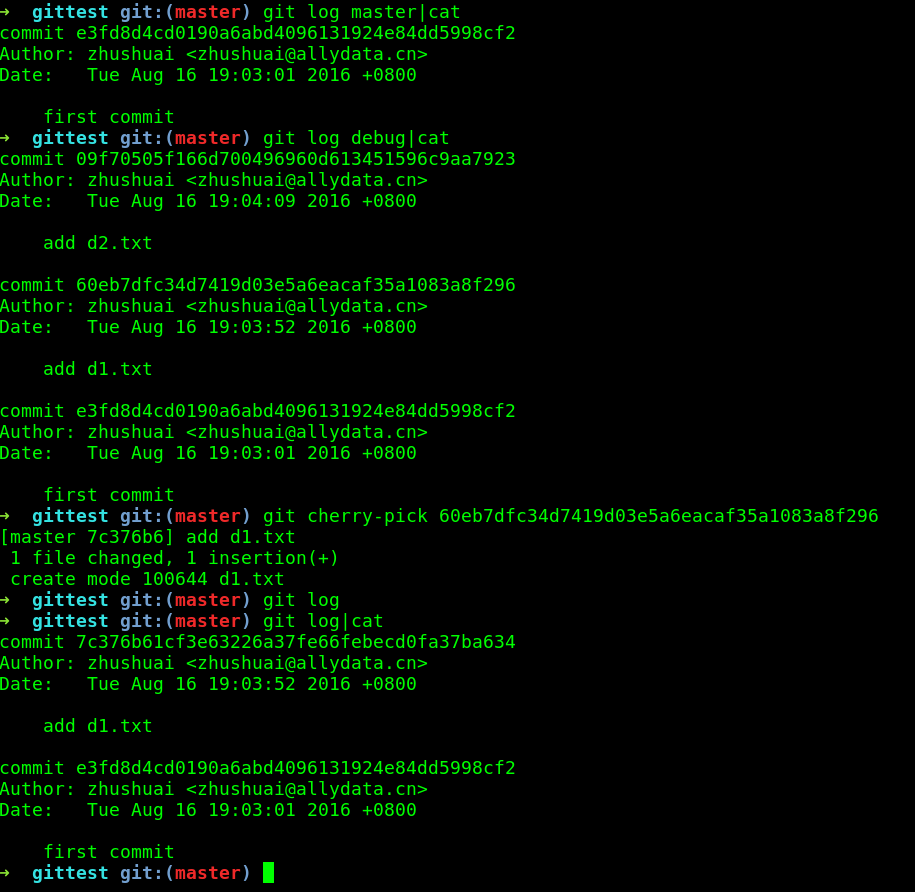 ➜  gittest git:(master) git log master|cat
commit e3fd8d4cd0190a6abd4096131924e84dd5998cf2
Author: zhushuai <zhushuai@allydata.cn>
Date:   Tue Aug 16 19:03:01 2016 +0800

    first commit
➜  gittest git:(master) git log debug|cat
commit 09f70505f166d700496960d613451596c9aa7923
Author: zhushuai <zhushuai@allydata.cn>
Date:   Tue Aug 16 19:04:09 2016 +0800

    add d2.txt

commit 60eb7dfc34d7419d03e5a6eacaf35a1083a8f296
Author: zhushuai <zhushuai@allydata.cn>
Date:   Tue Aug 16 19:03:52 2016 +0800

    add d1.txt

commit e3fd8d4cd0190a6abd4096131924e84dd5998cf2
Author: zhushuai <zhushuai@allydata.cn>
Date:   Tue Aug 16 19:03:01 2016 +0800

    first commit
➜  gittest git:(master) git cherry-pick 60eb7dfc34d7419d03e5a6eacaf35a1083a8f296
[master 7c376b6] add d1.txt
 1 file changed, 1 insertion(+)
 create mode 100644 d1.txt
➜  gittest git:(master) git log
➜  gittest git:(master) git log|cat
commit 7c376b61cf3e63226a37fe66febecd0fa37ba634
Author: zhushuai <zhushuai@allydata.cn>
Date:   Tue Aug 16 19:03:52 2016 +0800

    add d1.txt

commit e3fd8d4cd0190a6abd4096131924e84dd5998cf2
Author: zhushuai <zhushuai@allydata.cn>
Date:   Tue Aug 16 19:03:01 2016 +0800

    first commit
➜  gittest git:(master)